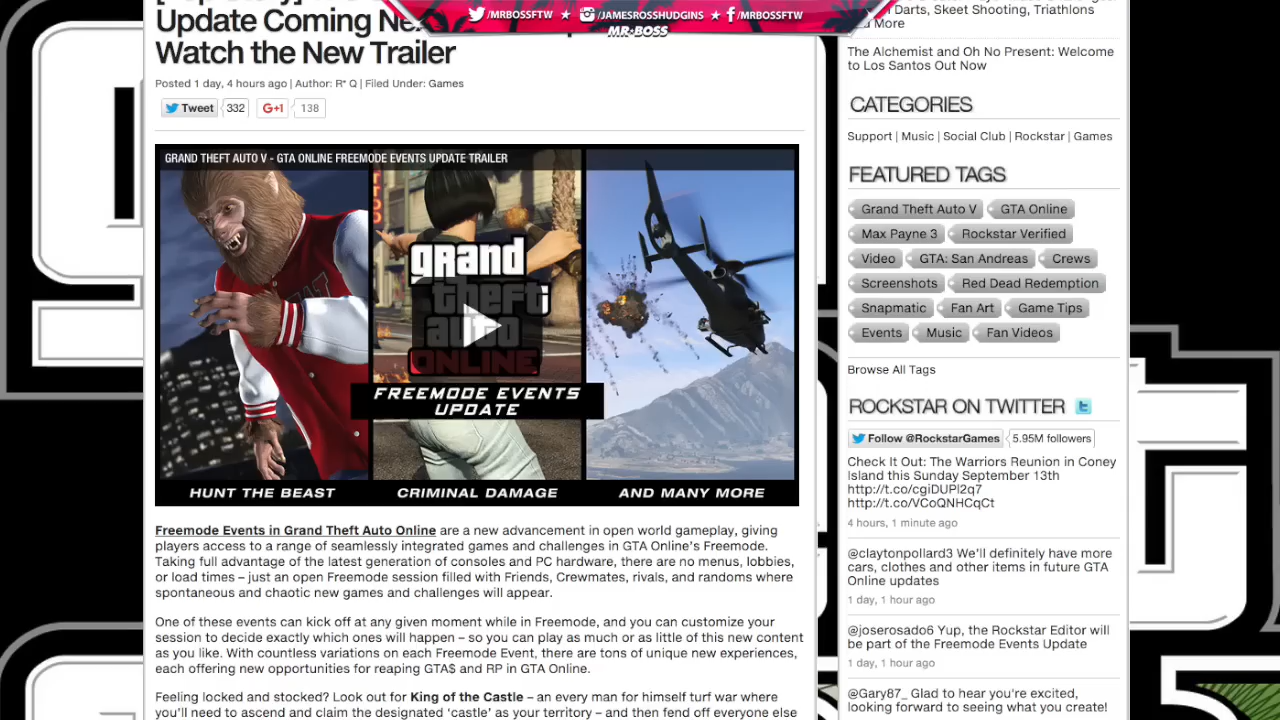 Update Coming Ne
Watch the New Trailer
Posted 1 day, 4 hours ago | Author: R* Q | Filed Under: Games
Tweet 332 G+1 138
/MRBOSSFTW ★ /JAMESROSSHUDGINS ★ /MRBOSSFTW
MR BOSS
GRAND THEFT AUTO V - GTA ONLINE FREEMODE EVENTS UPDATE TRAILER
grand
theft
auto
ONLINE
FREEMODE EVENTS
UPDATE
HUNT THE BEAST
CRIMINAL DAMAGE
AND MANY MORE
Freemode Events in Grand Theft Auto Online are a new advancement in open world gameplay, giving
players access to a range of seamlessly integrated games and challenges in GTA Online's Freemode.
Taking full advantage of the latest generation of consoles and PC hardware, there are no menus, lobbies,
or load times – just an open Freemode session filled with Friends, Crewmates, rivals, and randoms where
spontaneous and chaotic new games and challenges will appear.
One of these events can kick off at any given moment while in Freemode, and you can customize your
session to decide exactly which ones will happen – so you can play as much or as little of this new content
as you like. With countless variations on each Freemode Event, there are tons of unique new experiences,
each offering new opportunities for reaping GTA$ and RP in GTA Online.
Feeling locked and stocked? Look out for King of the Castle – an every man for himself turf war where
you'll need to ascend and claim the designated 'castle' as your territory – and then fend off everyone else
Darts, Skeet Shooting, Triathlons
More
The Alchemist and Oh No Present: Welcome
to Los Santos Out Now
CATEGORIES
Support | Music | Social Club | Rockstar | Games
FEATURED TAGS
Grand Theft Auto V GTA Online
Max Payne 3 Rockstar Verified
Video GTA: San Andreas Crews
Screenshots Red Dead Redemption
Snapmatic Fan Art Game Tips
Events Music Fan Videos
Browse All Tags
ROCKSTAR ON TWITTER
Follow @RockstarGames 5.95M followers
Check It Out: The Warriors Reunion in Coney
Island this Sunday September 13th
http://t.co/cgiDUPl2q7
http://t.co/VCoQNHCqCt
4 hours, 1 minute ago
@claytonpollard3 We'll definitely have more
cars, clothes and other items in future GTA
Online updates
1 day, 1 hour ago
@joserosado6 Yup, the Rockstar Editor will
be part of the Freemode Events Update
1 day, 1 hour ago
@Gary87_ Glad to hear you're excited,
looking forward to seeing what you create!